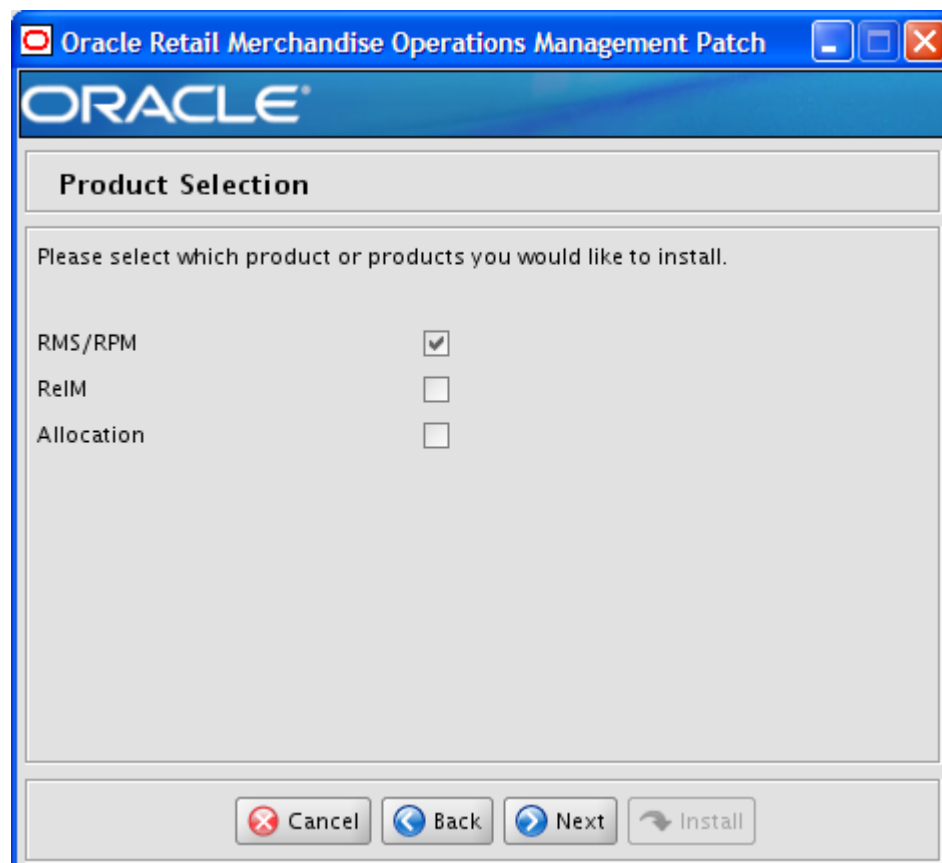 Oracle Retail Merchandise Operations Management Patch
ORACLE
Product Selection
Please select which product or products you would like to install.
RMS/RPM
ReIM
Allocation
Cancel Back Next Install